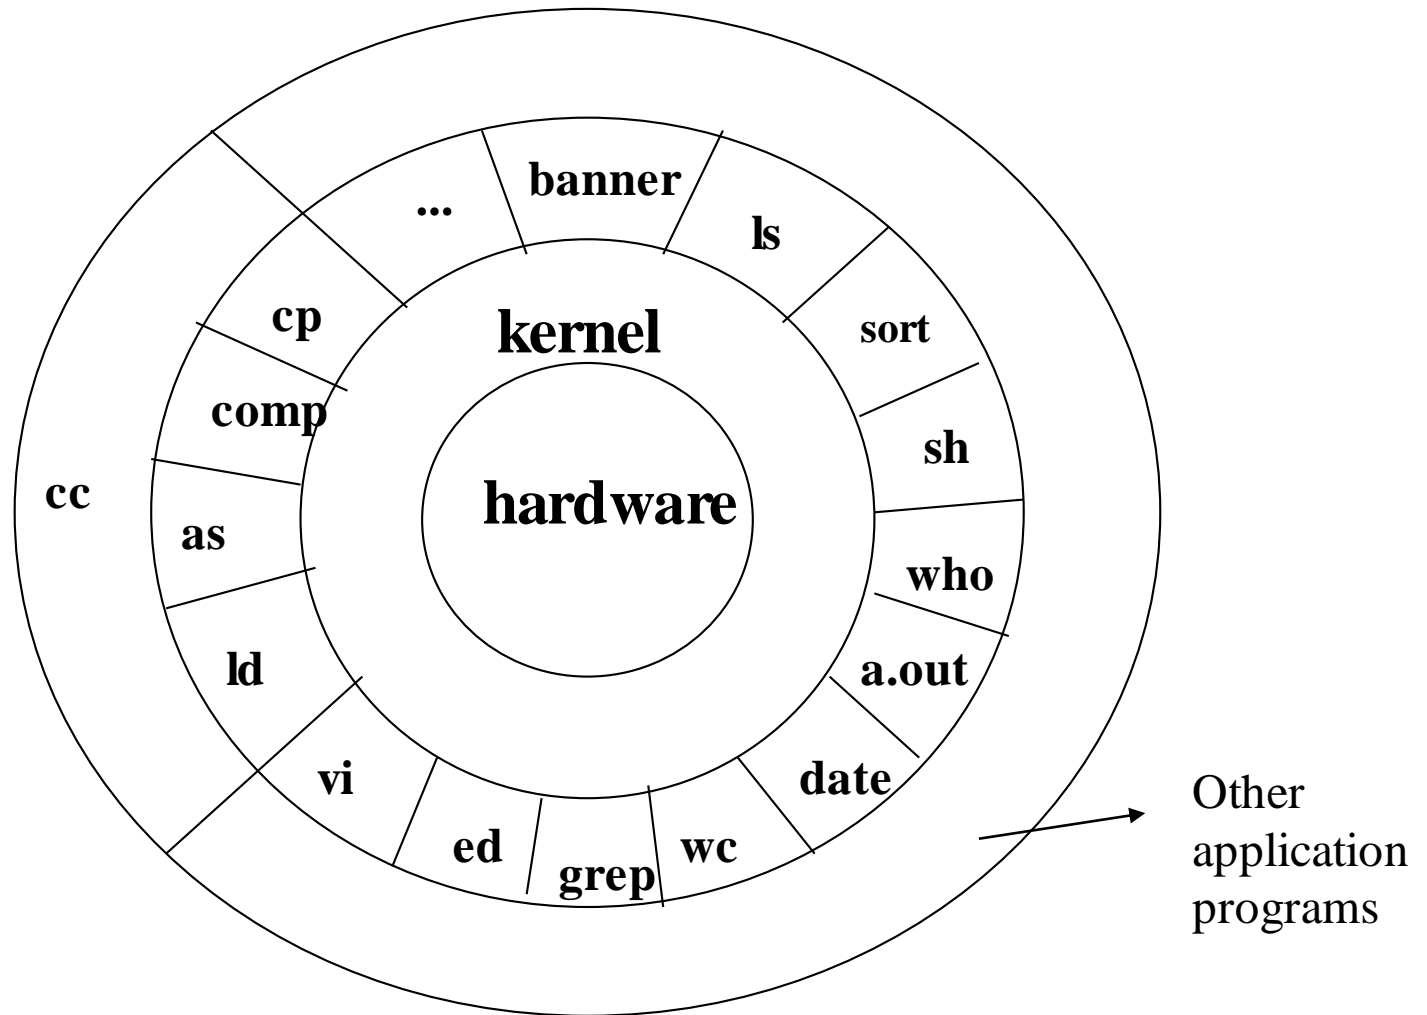 banner
...
ls
cp
kernel
sort
comp
sh
cc
hardware
as
who
ld
a.out
vi
date
ed
wc
grep
Other
application
programs